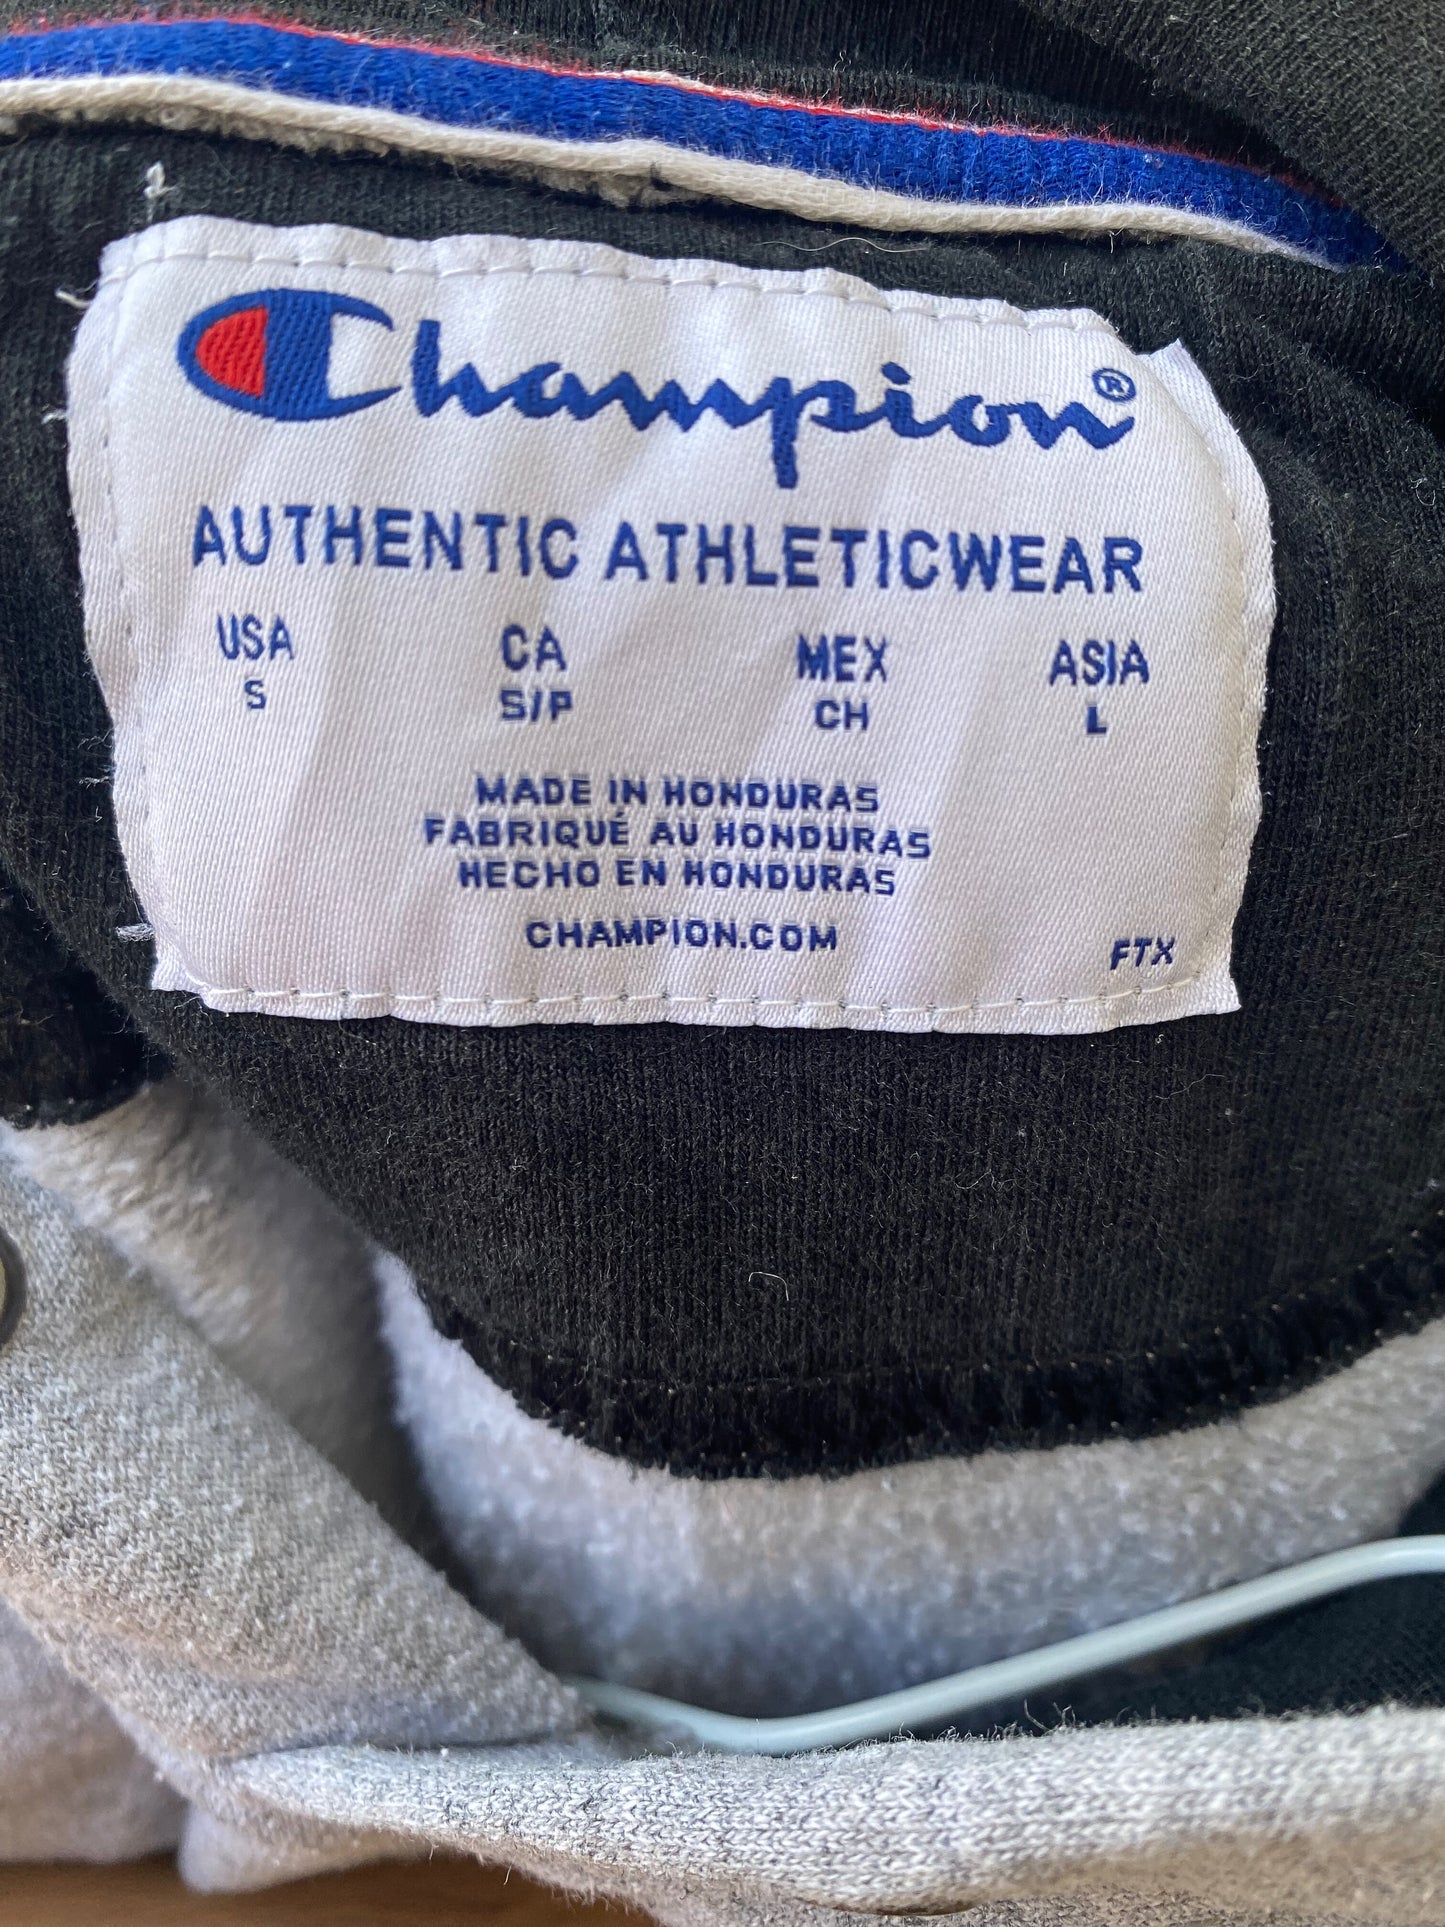 Champion®
AUTHENTIC ATHLETICWEAR
USA CA MEX ASIA
S S/P CH L
MADE IN HONDURAS
FABRIQUÉ AU HONDURAS
HECHO EN HONDURAS
CHAMPION.COM
FTX